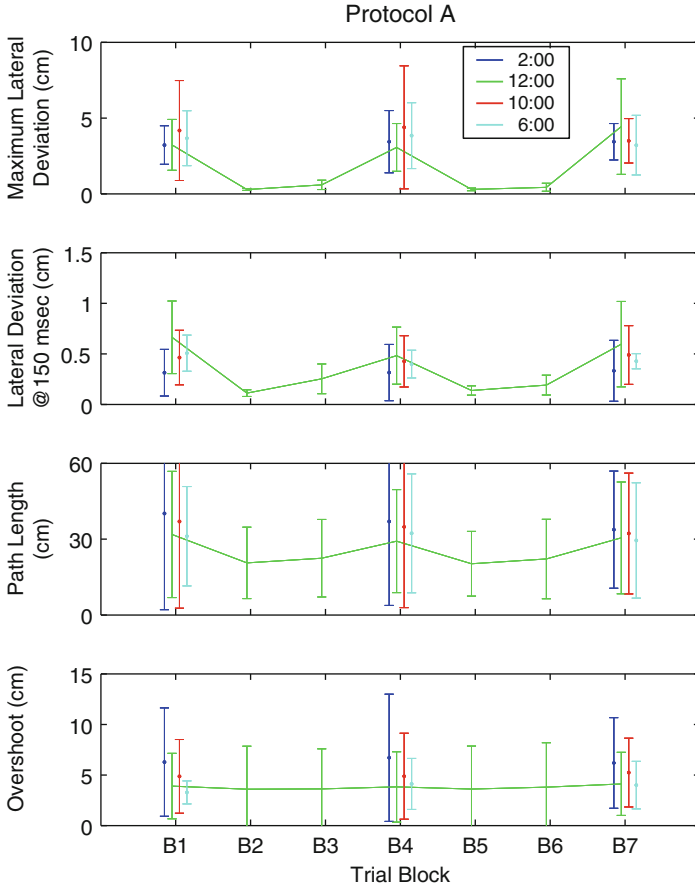 Protocol A
Maximum Lateral
Deviation (cm)
10
5
0
2:00
12:00
10:00
6:00
Lateral Deviation
@ 150 msec (cm)
1.5
1
0.5
0
Path Length
(cm)
60
30
0
Overshoot (cm)
15
10
5
0
B1 B2 B3 B4 B5 B6 B7
Trial Block